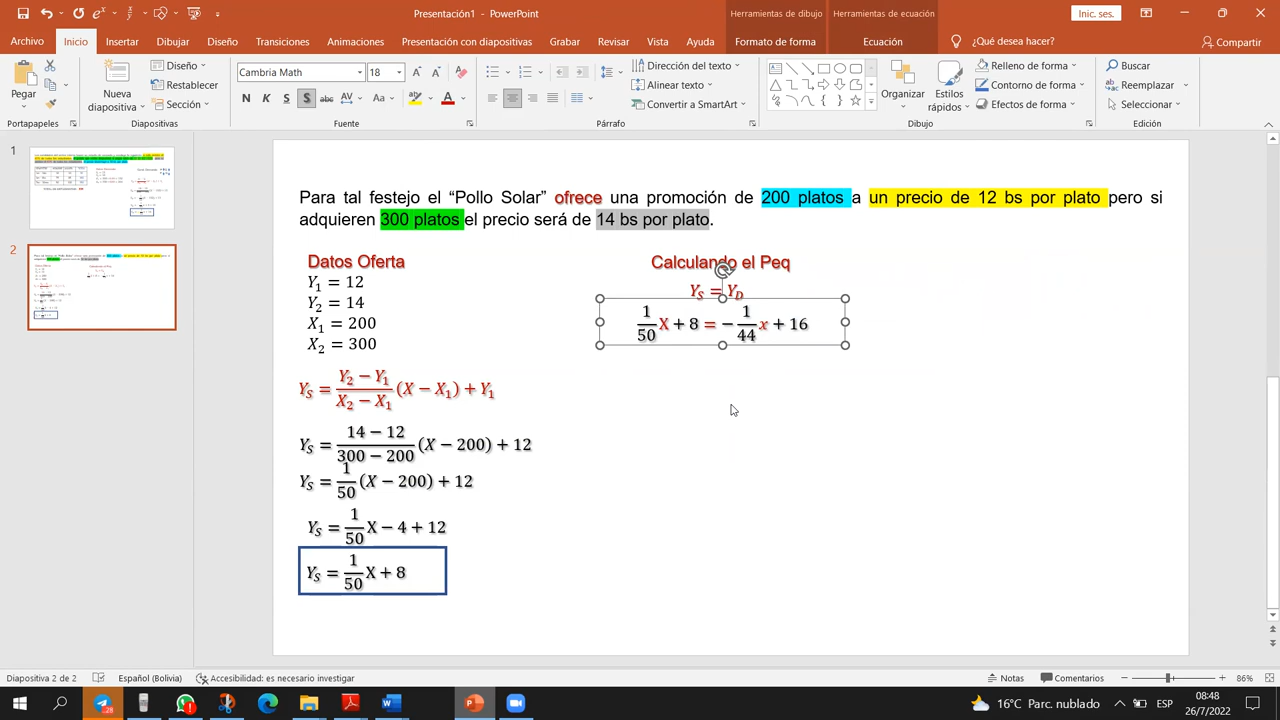 Presentación1 - PowerPoint
Herramientas de dibujo
Herramientas de ecuación
Inic. ses.
Archivo Inicio Insertar Dibujar Diseño Transiciones Animaciones Presentación con diapositivas Grabar Revisar Vista Ayuda Formato de forma Ecuación ¿Qué desea hacer? Compartir
Pegar
Portapapeles
Nueva diapositiva
Diseño
Restablecer
Sección
Diapositivas
Cambria Math 18
N K S S abc AV Aa A
Fuente
Dirección del texto
Alinear texto
Convertir a SmartArt
Párrafo
Organizar
Estilos rápidos
Relleno de forma
Contorno de forma
Efectos de forma
Dibujo
Buscar
Reemplazar
Seleccionar
Edición
1
2
Para tal festejo el “Pollo Solar” ofrece una promoción de 200 platos a un precio de 12 bs por plato pero si
adquieren 300 platos el precio será de 14 bs por plato.
Datos Oferta
Y₁ = 12
Y₂ = 14
X₁ = 200
X₂ = 300
Y_S = (Y₂ − Y₁)/(X₂ − X₁) (X − X₁) + Y₁
Y_S = (14 − 12)/(300 − 200) (X − 200) + 12
Y_S = 1/50 (X − 200) + 12
Y_S = 1/50 X − 4 + 12
Y_S = 1/50 X + 8
Calculando el Peq
Y_S = Y_D
1/50 X + 8 = − 1/44 x + 16
Diapositiva 2 de 2 Español (Bolivia) Accesibilidad: es necesario investigar Notas Comentarios 86%
28
16°C Parc. nublado ESP 08:48
26/7/2022